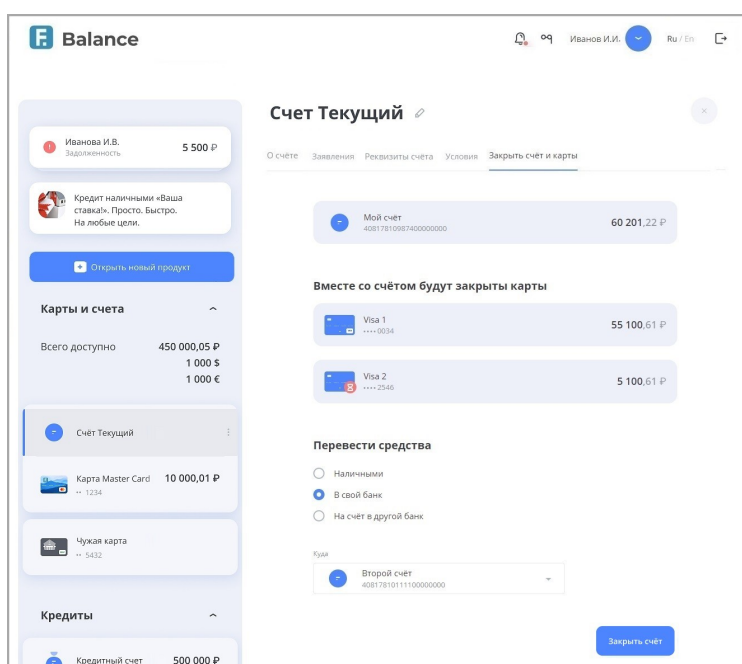 F. Balance
Иванов И.И.
Ru / En
Иванова И.В.
Задолженность
5 500 ₽
Кредит наличными «Ваша
ставка!». Просто. Быстро.
На любые цели.
Открыть новый продукт
Карты и счета
Всего доступно
450 000,05 ₽
1 000 $
1 000 €
Счёт Текущий
Карта Master Card
10 000,01 ₽
•• 1234
Чужая карта
•• 5432
Кредиты
Кредитный счет
500 000 ₽
Счет Текущий
О счёте Заявления Реквизиты счёта Условия Закрыть счёт и карты
Мой счёт
40817810987400000000
60 201,22 ₽
Вместе со счётом будут закрыты карты
Visa 1
•••• 0034
55 100,61 ₽
Visa 2
•••• 2546
5 100,61 ₽
Перевести средства
Наличными
В свой банк
На счёт в другой банк
Куда
Второй счёт
40817810111100000000
Закрыть счёт